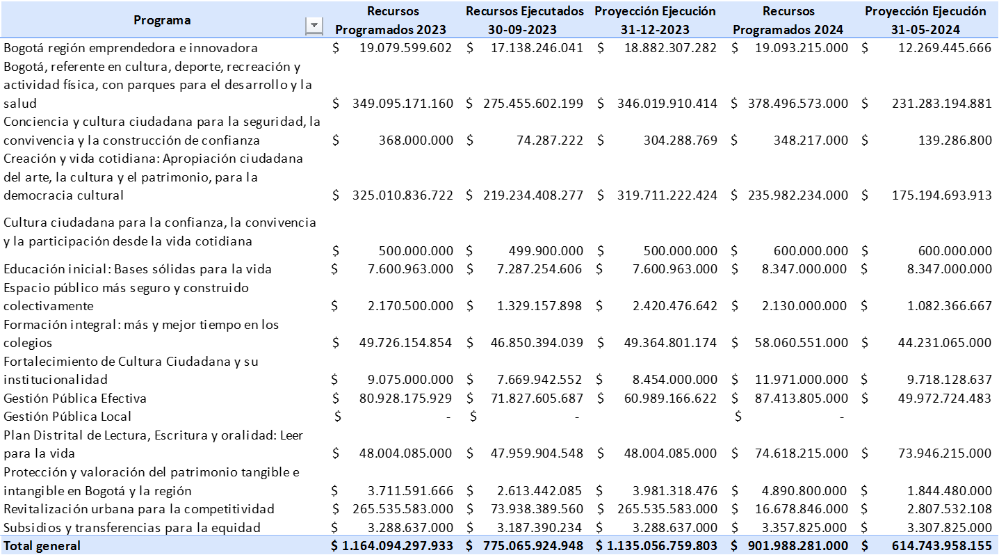 Programa Recursos Programados 2023 Recursos Ejecutados 30-09-2023 Proyección Ejecución 31-12-2023 Recursos Programados 2024 Proyección Ejecución 31-05-2024
Bogotá región emprendedora e innovadora $ 19.079.599.602 $ 17.138.246.041 $ 18.882.307.282 $ 19.093.215.000 $ 12.269.445.666
Bogotá, referente en cultura, deporte, recreación y
actividad física, con parques para el desarrollo y la
salud $ 349.095.171.160 $ 275.455.602.199 $ 346.019.910.414 $ 378.496.573.000 $ 231.283.194.881
Conciencia y cultura ciudadana para la seguridad, la
convivencia y la construcción de confianza $ 368.000.000 $ 74.287.222 $ 304.288.769 $ 348.217.000 $ 139.286.800
Creación y vida cotidiana: Apropiación ciudadana
del arte, la cultura y el patrimonio, para la
democracia cultural $ 325.010.836.722 $ 219.234.408.277 $ 319.711.222.424 $ 235.982.234.000 $ 175.194.693.913
Cultura ciudadana para la confianza, la convivencia
y la participación desde la vida cotidiana
$ 500.000.000 $ 499.900.000 $ 500.000.000 $ 600.000.000 $ 600.000.000
Educación inicial: Bases sólidas para la vida $ 7.600.963.000 $ 7.287.254.606 $ 7.600.963.000 $ 8.347.000.000 $ 8.347.000.000
Espacio público más seguro y construido
colectivamente $ 2.170.500.000 $ 1.329.157.898 $ 2.420.476.642 $ 2.130.000.000 $ 1.082.366.667
Formación integral: más y mejor tiempo en los
colegios $ 49.726.154.854 $ 46.850.394.039 $ 49.364.801.174 $ 58.060.551.000 $ 44.231.065.000
Fortalecimiento de Cultura Ciudadana y su
institucionalidad $ 9.075.000.000 $ 7.669.942.552 $ 8.454.000.000 $ 11.971.000.000 $ 9.718.128.637
Gestión Pública Efectiva $ 80.928.175.929 $ 71.827.605.687 $ 60.989.166.622 $ 87.413.805.000 $ 49.972.724.483
Gestión Pública Local $ - $ - $ -
Plan Distrital de Lectura, Escritura y oralidad: Leer
para la vida $ 48.004.085.000 $ 47.959.904.548 $ 48.004.085.000 $ 74.618.215.000 $ 73.946.215.000
Protección y valoración del patrimonio tangible e
intangible en Bogotá y la región $ 3.711.591.666 $ 2.613.442.085 $ 3.981.318.476 $ 4.890.800.000 $ 1.844.480.000
Revitalización urbana para la competitividad $ 265.535.583.000 $ 73.938.389.560 $ 265.535.583.000 $ 16.678.846.000 $ 2.807.532.108
Subsidios y transferencias para la equidad $ 3.288.637.000 $ 3.187.390.234 $ 3.288.637.000 $ 3.357.825.000 $ 3.307.825.000
Total general $ 1.164.094.297.933 $ 775.065.924.948 $ 1.135.056.759.803 $ 901.988.281.000 $ 614.743.958.155